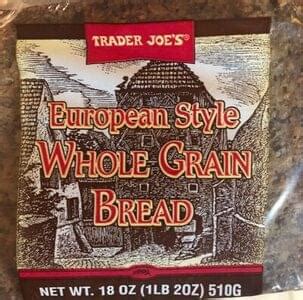 TRADER JOE'S®
European Style
WHOLE GRAIN
BREAD
NET WT. 18 OZ (1LB 2OZ) 510G